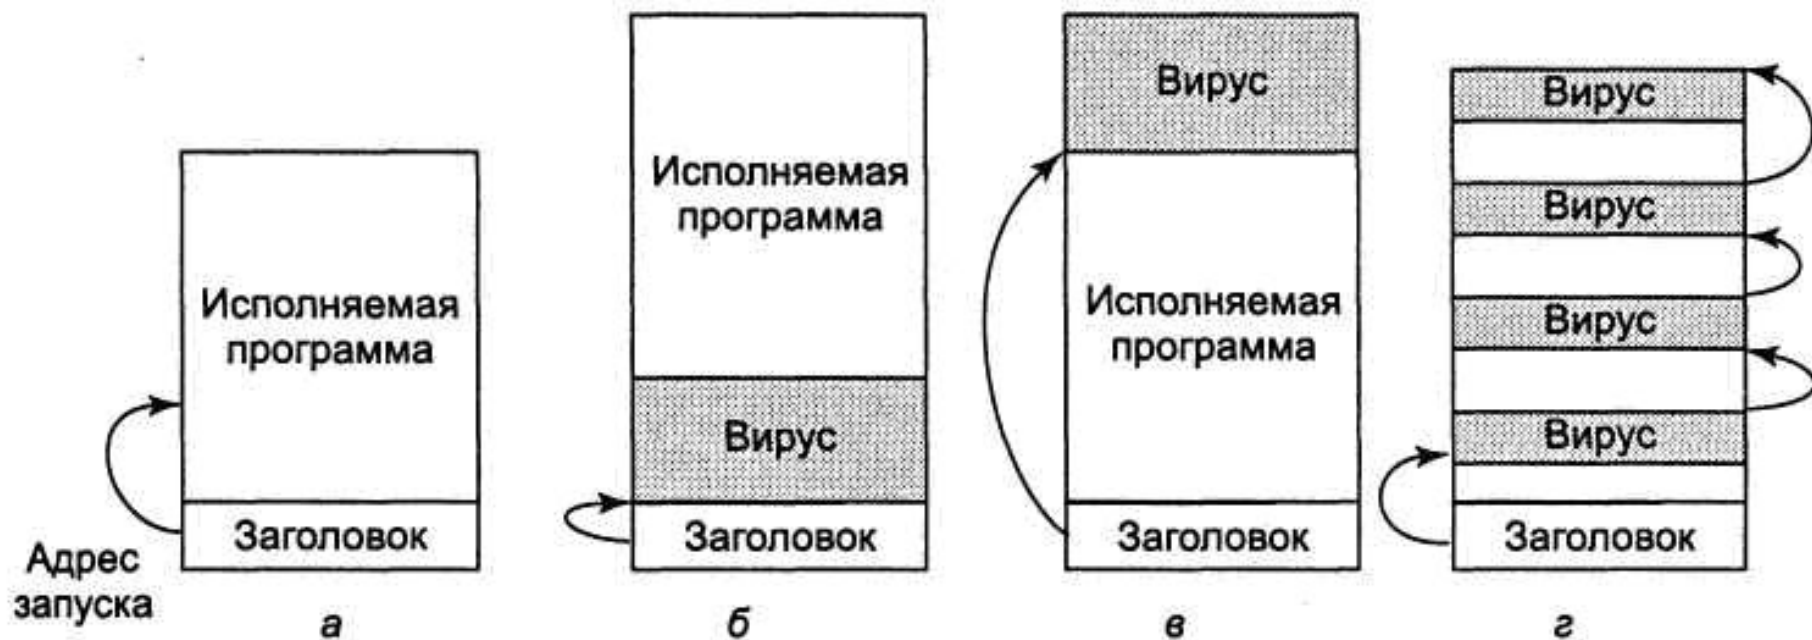 Исполняемая
программа
Заголовок
Адрес
запуска
а
Исполняемая
программа
Вирус
Заголовок
б
Вирус
Исполняемая
программа
Заголовок
в
Вирус
Вирус
Вирус
Вирус
Заголовок
г